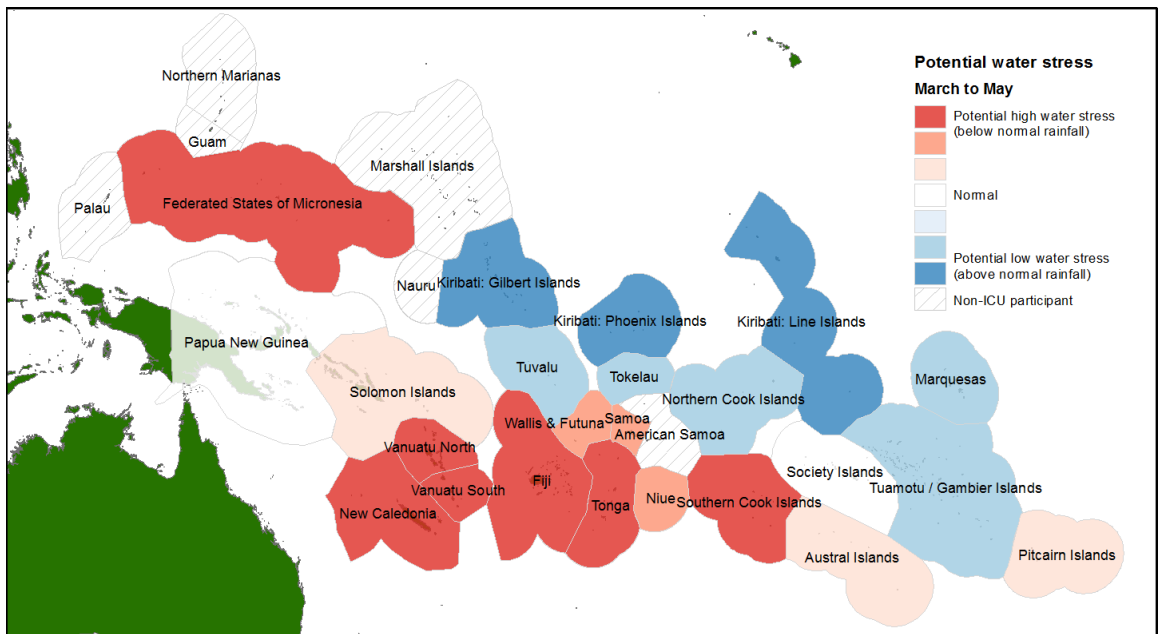 Northern Marianas
Guam
Marshall Islands
Palau
Federated States of Micronesia
Nauru
Kiribati: Gilbert Islands
Kiribati: Phoenix Islands
Kiribati: Line Islands
Papua New Guinea
Tuvalu
Tokelau
Marquesas
Solomon Islands
Northern Cook Islands
Wallis & Futuna
Samoa
American Samoa
Vanuatu North
Society Islands
Vanuatu South
Fiji
Tuamotu / Gambier Islands
New Caledonia
Tonga
Niue
Southern Cook Islands
Austral Islands
Pitcairn Islands
Potential water stress
March to May
Potential high water stress
(below normal rainfall)
Normal
Potential low water stress
(above normal rainfall)
Non-ICU participant